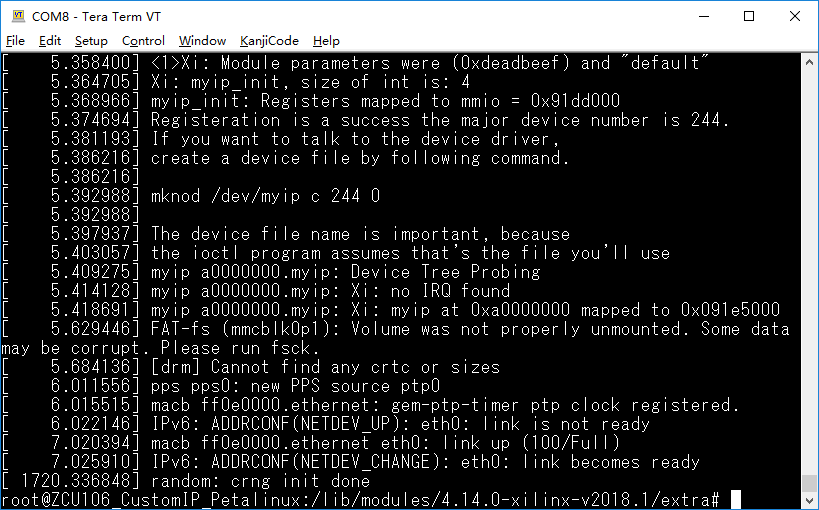 COM8 - Tera Term VT
File Edit Setup Control Window KanjiCode Help
[    5.358400] <1>Xi: Module parameters were (0xdeadbeef) and "default"
[    5.364705] Xi: myip_init, size of int is: 4
[    5.368966] myip_init: Registers mapped to mmio = 0x91dd000
[    5.374694] Registeration is a success the major device number is 244.
[    5.381193] If you want to talk to the device driver,
[    5.386216] create a device file by following command.
[    5.386216]
[    5.392988] mknod /dev/myip c 244 0
[    5.392988]
[    5.397937] The device file name is important, because
[    5.403057] the ioctl program assumes that's the file you'll use
[    5.409275] myip a0000000.myip: Device Tree Probing
[    5.414128] myip a0000000.myip: Xi: no IRQ found
[    5.418691] myip a0000000.myip: Xi: myip at 0xa0000000 mapped to 0x091e5000
[    5.629446] FAT-fs (mmcblk0p1): Volume was not properly unmounted. Some data
may be corrupt. Please run fsck.
[    5.684136] [drm] Cannot find any crtc or sizes
[    6.011556] pps pps0: new PPS source ptp0
[    6.015515] macb ff0e0000.ethernet: gem-ptp-timer ptp clock registered.
[    6.022146] IPv6: ADDRCONF(NETDEV_UP): eth0: link is not ready
[    7.020394] macb ff0e0000.ethernet eth0: link up (100/Full)
[    7.025910] IPv6: ADDRCONF(NETDEV_CHANGE): eth0: link becomes ready
[ 1720.336848] random: crng init done
root@ZCU106_CustomIP_Petalinux:/lib/modules/4.14.0-xilinx-v2018.1/extra#